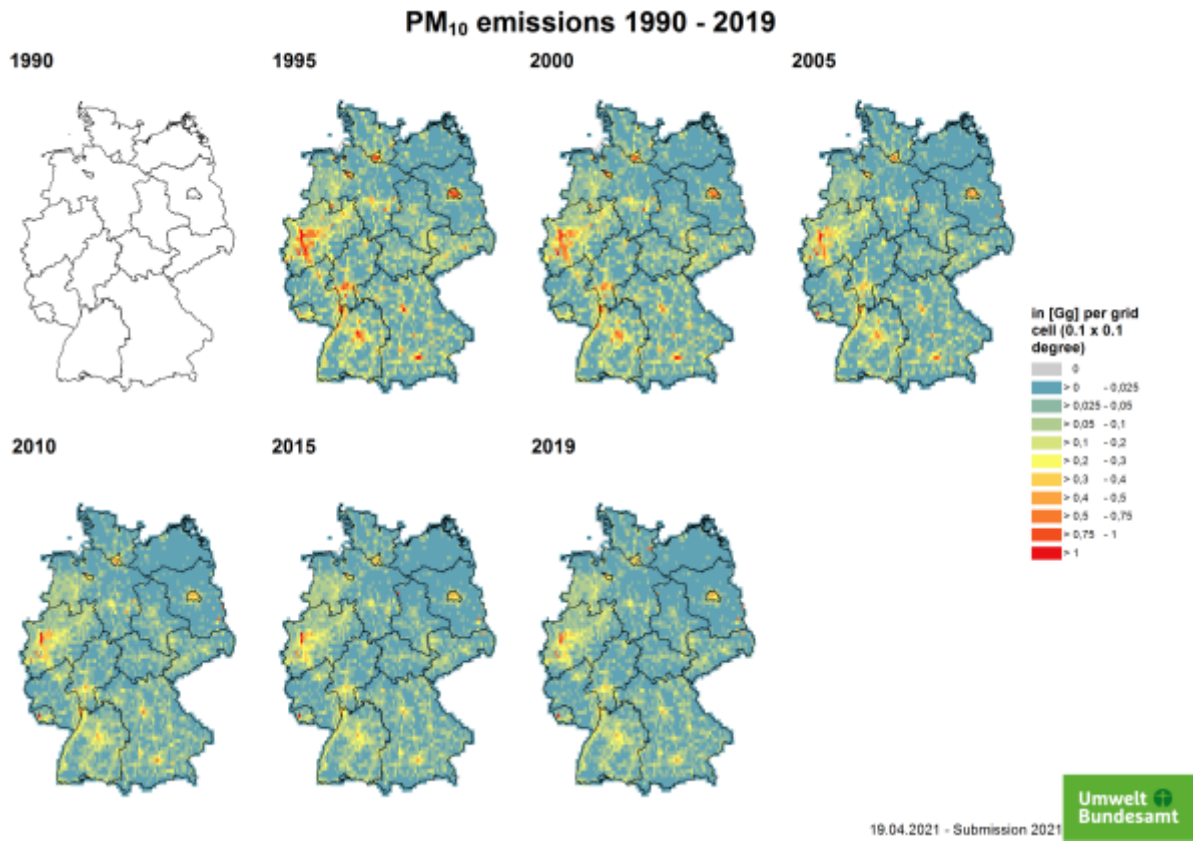 PM₁₀ emissions 1990 - 2019
1990
1995
2000
2005
in [Gg] per grid
cell (0.1 x 0.1
degree)
0
> 0 - 0,025
> 0,025 - 0,05
> 0,05 - 0,1
> 0,1 - 0,2
> 0,2 - 0,3
> 0,3 - 0,4
> 0,4 - 0,5
> 0,5 - 0,75
> 0,75 - 1
> 1
2010
2015
2019
19.04.2021 - Submission 2021
Umwelt
Bundesamt